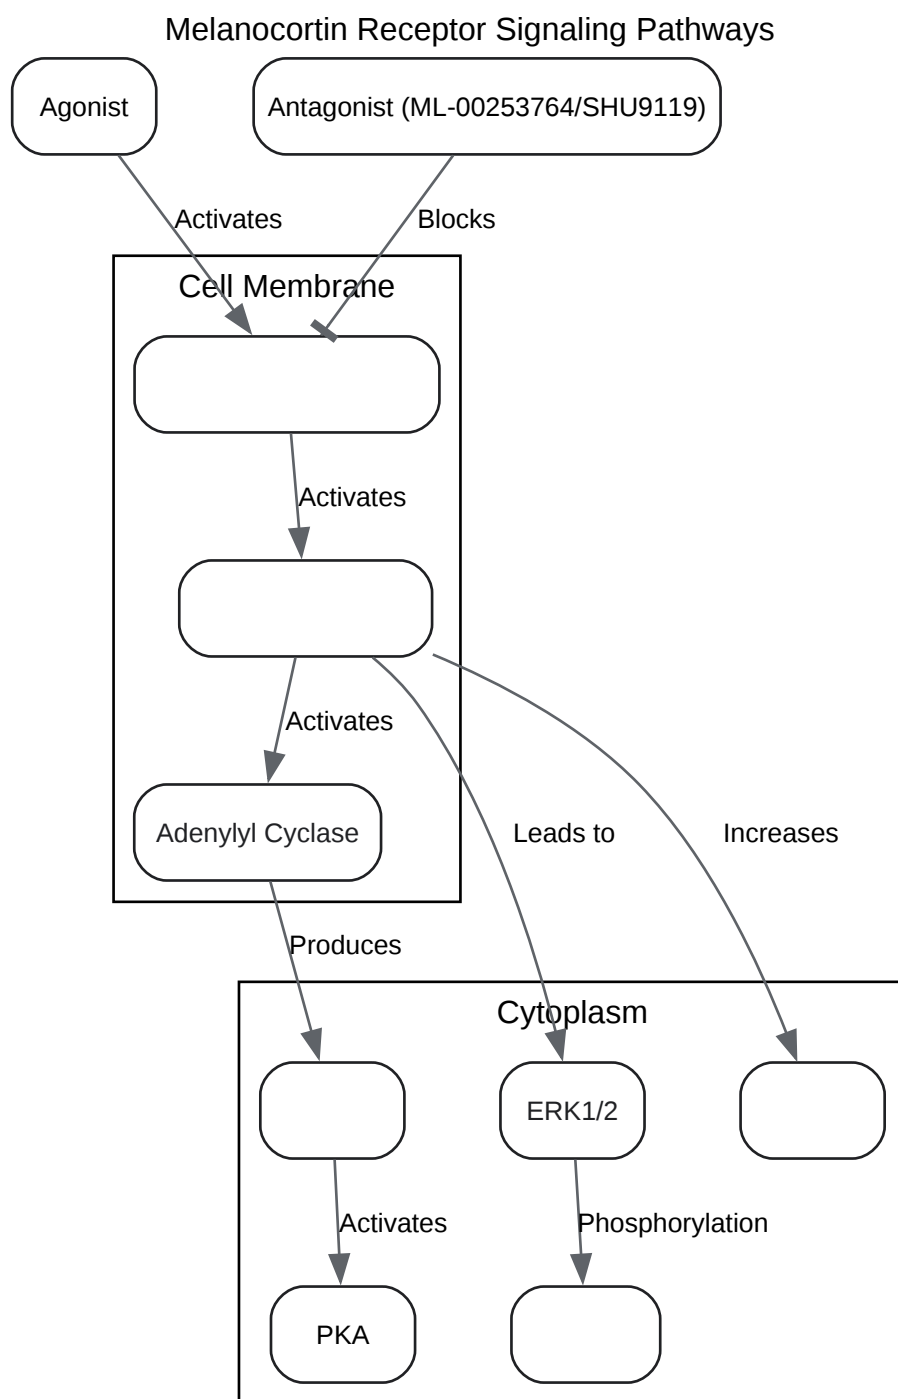 Melanocortin Receptor Signaling Pathways
Agonist
Antagonist (ML-00253764/SHU9119)
Activates
Blocks
Cell Membrane
Activates
Activates
Adenylyl Cyclase
Leads to
Increases
Produces
Cytoplasm
ERK1/2
Activates
Phosphorylation
PKA